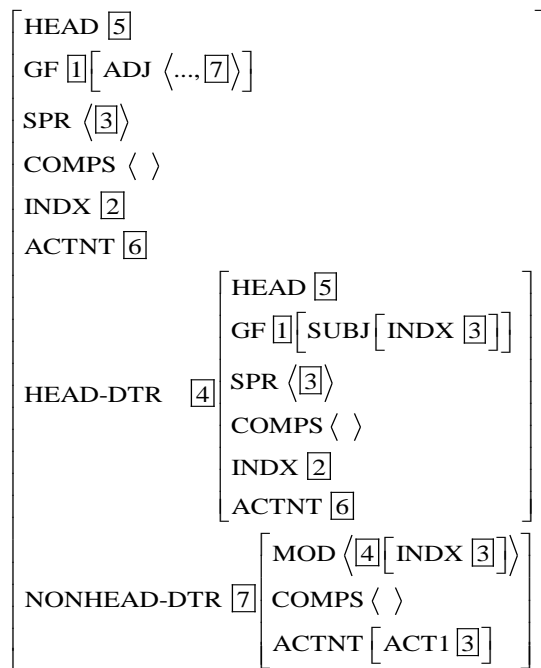 HEAD [5]
GF [1][ADJ ⟨...,[7]⟩]
SPR ⟨[3]⟩
COMPS ⟨ ⟩
INDX [2]
ACTNT [6]
HEAD [5]
GF [1][SUBJ[INDX [3]]]
HEAD-DTR [4] SPR ⟨[3]⟩
COMPS ⟨ ⟩
INDX [2]
ACTNT [6]
MOD ⟨[4][INDX [3]]⟩
NONHEAD-DTR [7] COMPS ⟨ ⟩
ACTNT [ACT1 [3]]